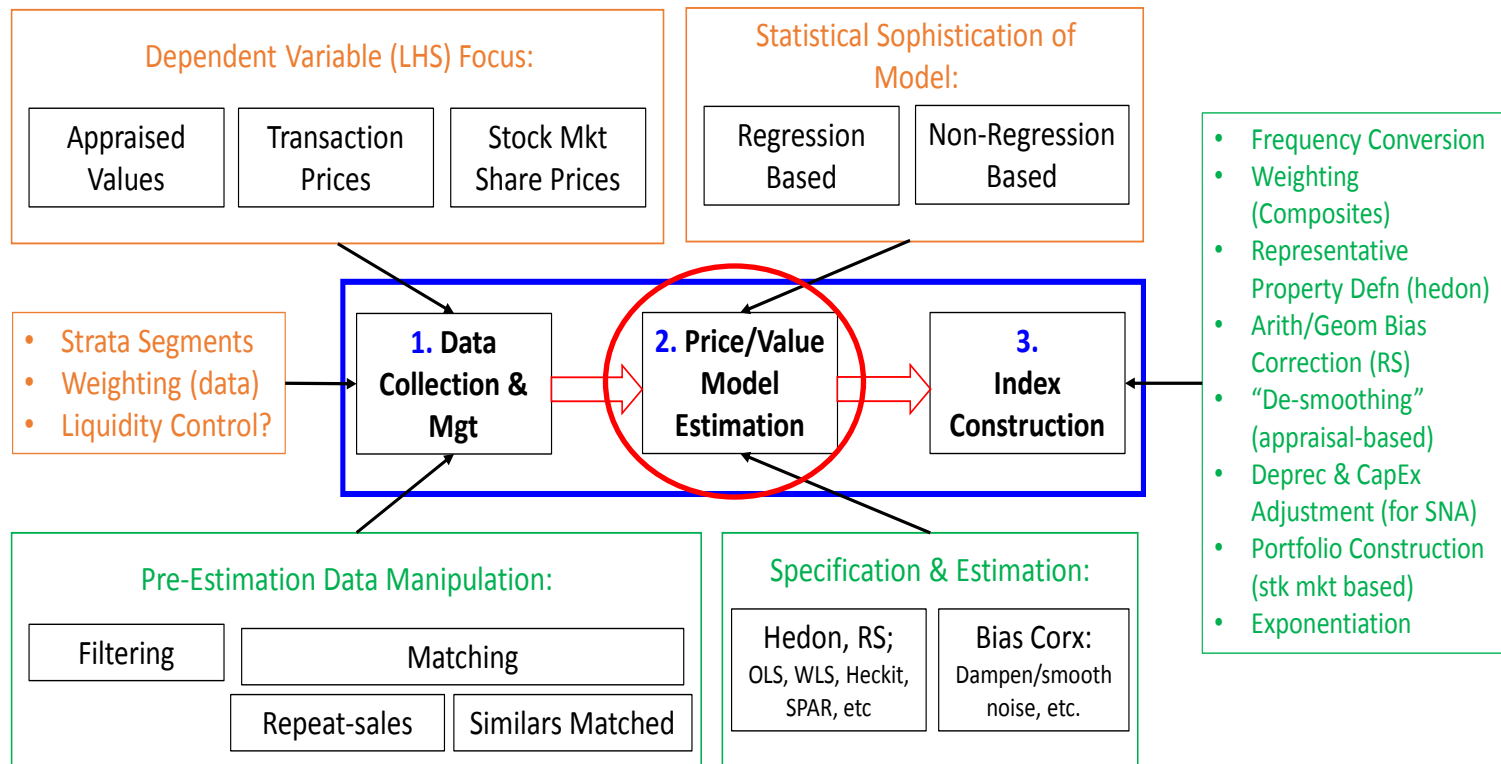 Dependent Variable (LHS) Focus:
Appraised
Values
Transaction
Prices
Stock Mkt
Share Prices
Statistical Sophistication of
Model:
Regression
Based
Non-Regression
Based
• Strata Segments
• Weighting (data)
• Liquidity Control?
1. Data
Collection &
Mgt
2. Price/Value
Model
Estimation
3.
Index
Construction
• Frequency Conversion
• Weighting
(Composites)
• Representative
Property Defn (hedon)
• Arith/Geom Bias
Correction (RS)
• “De-smoothing”
(appraisal-based)
• Deprec & CapEx
Adjustment (for SNA)
• Portfolio Construction
(stk mkt based)
• Exponentiation
Pre-Estimation Data Manipulation:
Filtering
Matching
Repeat-sales
Similars Matched
Specification & Estimation:
Hedon, RS;
OLS, WLS, Heckit,
SPAR, etc
Bias Corx:
Dampen/smooth
noise, etc.